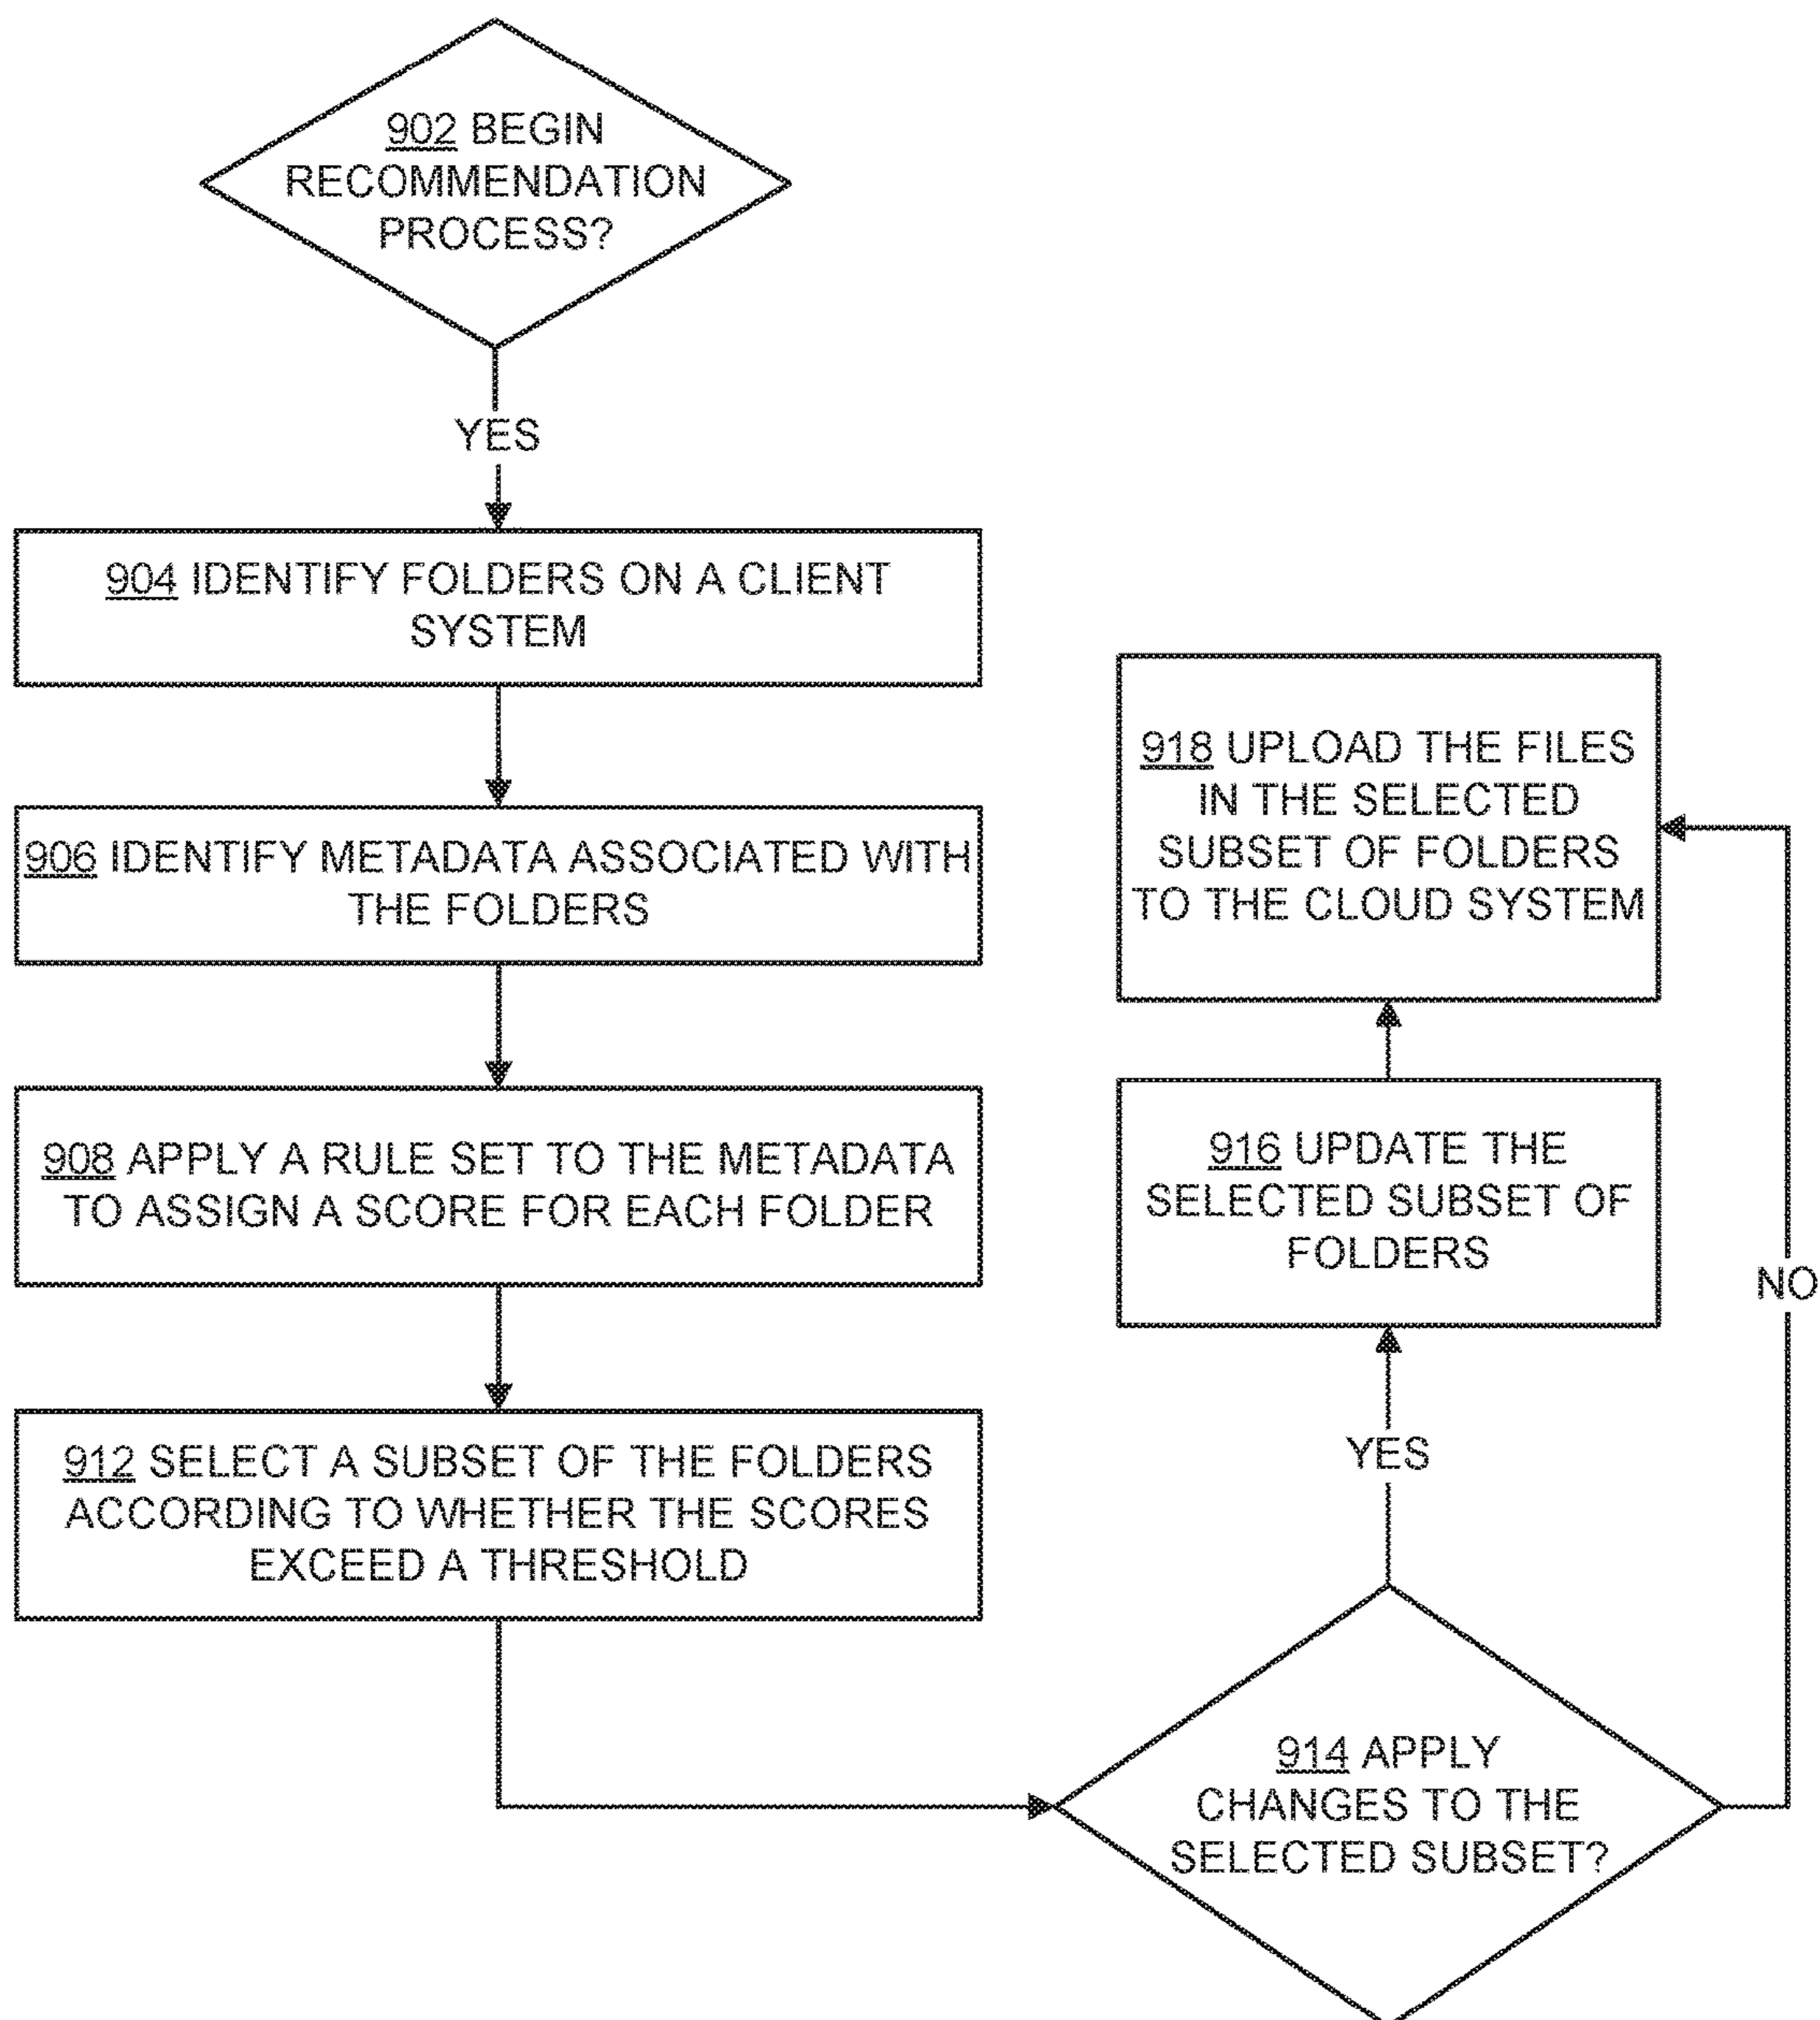 902 BEGIN
RECOMMENDATION
PROCESS?
YES
904 IDENTIFY FOLDERS ON A CLIENT
SYSTEM
906 IDENTIFY METADATA ASSOCIATED WITH
THE FOLDERS
908 APPLY A RULE SET TO THE METADATA
TO ASSIGN A SCORE FOR EACH FOLDER
912 SELECT A SUBSET OF THE FOLDERS
ACCORDING TO WHETHER THE SCORES
EXCEED A THRESHOLD
914 APPLY
CHANGES TO THE
SELECTED SUBSET?
YES
NO
916 UPDATE THE
SELECTED SUBSET OF
FOLDERS
918 UPLOAD THE FILES
IN THE SELECTED
SUBSET OF FOLDERS
TO THE CLOUD SYSTEM